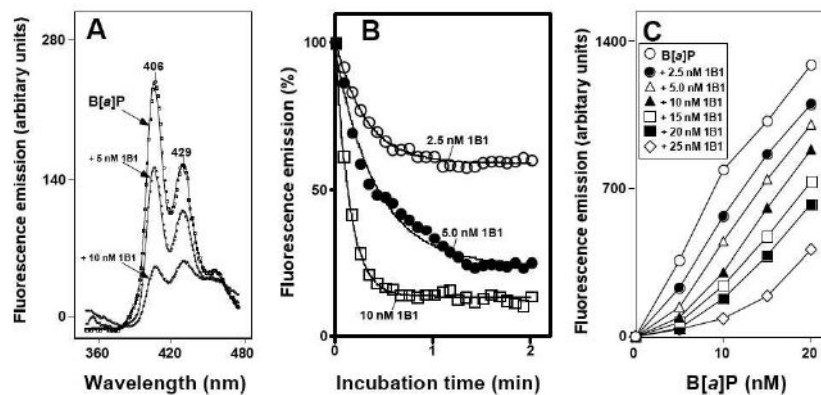 A
Fluorescence emission (arbitary units)
280
140
0
406
B[a]P
429
+ 5 nM 1B1
+ 10 nM 1B1
360
420
480
Wavelength (nm)
B
Fluorescence emission (%)
100
50
0
2.5 nM 1B1
5.0 nM 1B1
10 nM 1B1
0
1
2
Incubation time (min)
C
Fluorescence emission (arbitary units)
1400
700
0
B[a]P
+ 2.5 nM 1B1
+ 5.0 nM 1B1
+ 10 nM 1B1
+ 15 nM 1B1
+ 20 nM 1B1
+ 25 nM 1B1
0
10
20
B[a]P (nM)